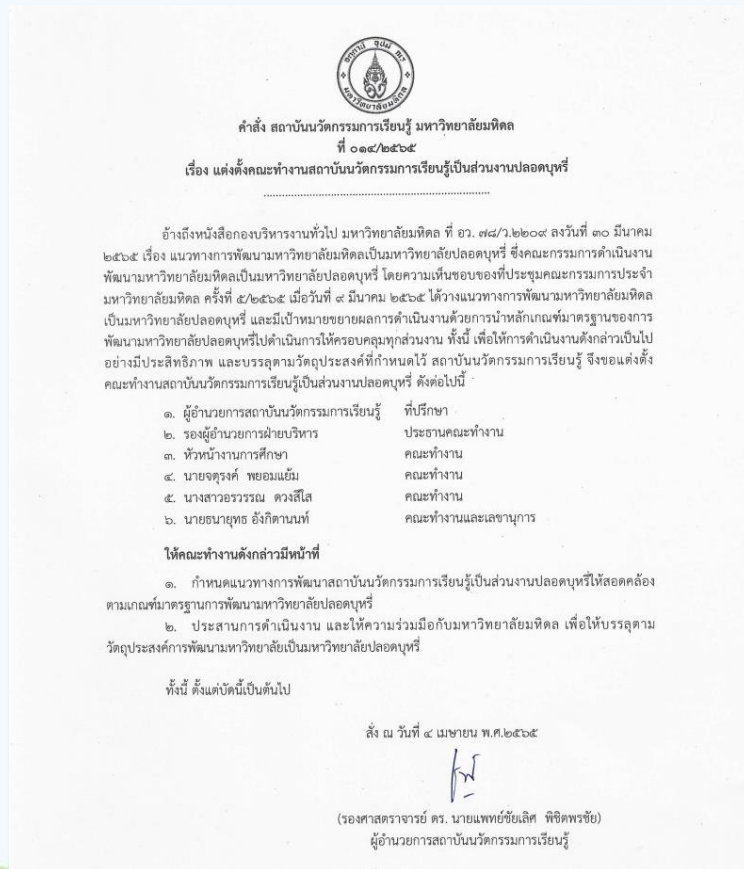 อตฺตานํ อุปมํ กเร
มหาวิทยาลัยมหิดล
คำสั่ง สถาบันนวัตกรรมการเรียนรู้ มหาวิทยาลัยมหิดล
ที่ ๐๑๔/๒๕๖๕
เรื่อง แต่งตั้งคณะทำงานสถาบันนวัตกรรมการเรียนรู้เป็นส่วนงานปลอดบุหรี่
อ้างถึงหนังสือกองบริหารงานทั่วไป มหาวิทยาลัยมหิดล ที่ อว. ๗๘/ว.๒๒๐๙ ลงวันที่ ๓๐ มีนาคม
๒๕๖๕ เรื่อง แนวทางการพัฒนามหาวิทยาลัยมหิดลเป็นมหาวิทยาลัยปลอดบุหรี่ ซึ่งคณะกรรมการดำเนินงาน
พัฒนามหาวิทยาลัยมหิดลเป็นมหาวิทยาลัยปลอดบุหรี่ โดยความเห็นชอบของที่ประชุมคณะกรรมการประจำ
มหาวิทยาลัยมหิดล ครั้งที่ ๕/๒๕๖๕ เมื่อวันที่ ๙ มีนาคม ๒๕๖๕ ได้วางแนวทางการพัฒนามหาวิทยาลัยมหิดล
เป็นมหาวิทยาลัยปลอดบุหรี่ และมีเป้าหมายขยายผลการดำเนินงานด้วยการนำหลักเกณฑ์มาตรฐานของการ
พัฒนามหาวิทยาลัยปลอดบุหรี่ไปดำเนินการให้ครอบคลุมทุกส่วนงาน ทั้งนี้ เพื่อให้การดำเนินงานดังกล่าวเป็นไป
อย่างมีประสิทธิภาพ และบรรลุตามวัตถุประสงค์ที่กำหนดไว้ สถาบันนวัตกรรมการเรียนรู้ จึงขอแต่งตั้ง
คณะทำงานสถาบันนวัตกรรมการเรียนรู้เป็นส่วนงานปลอดบุหรี่ ดังต่อไปนี้
๑. ผู้อำนวยการสถาบันนวัตกรรมการเรียนรู้ ที่ปรึกษา
๒. รองผู้อำนวยการฝ่ายบริหาร ประธานคณะทำงาน
๓. หัวหน้างานการศึกษา คณะทำงาน
๔. นายจตุรงค์ พยอมแย้ม คณะทำงาน
๕. นางสาวอรวรรณ ดวงสีใส คณะทำงาน
๖. นายธนายุทธ อังกิตานนท์ คณะทำงานและเลขานุการ
ให้คณะทำงานดังกล่าวมีหน้าที่
๑. กำหนดแนวทางการพัฒนาสถาบันนวัตกรรมการเรียนรู้เป็นส่วนงานปลอดบุหรี่ให้สอดคล้อง
ตามเกณฑ์มาตรฐานการพัฒนามหาวิทยาลัยปลอดบุหรี่
๒. ประสานการดำเนินงาน และให้ความร่วมมือกับมหาวิทยาลัยมหิดล เพื่อให้บรรลุตาม
วัตถุประสงค์การพัฒนามหาวิทยาลัยเป็นมหาวิทยาลัยปลอดบุหรี่
ทั้งนี้ ตั้งแต่บัดนี้เป็นต้นไป
สั่ง ณ วันที่ ๔ เมษายน พ.ศ.๒๕๖๕
(รองศาสตราจารย์ ดร. นายแพทย์ชัยเลิศ พิชิตพรชัย)
ผู้อำนวยการสถาบันนวัตกรรมการเรียนรู้